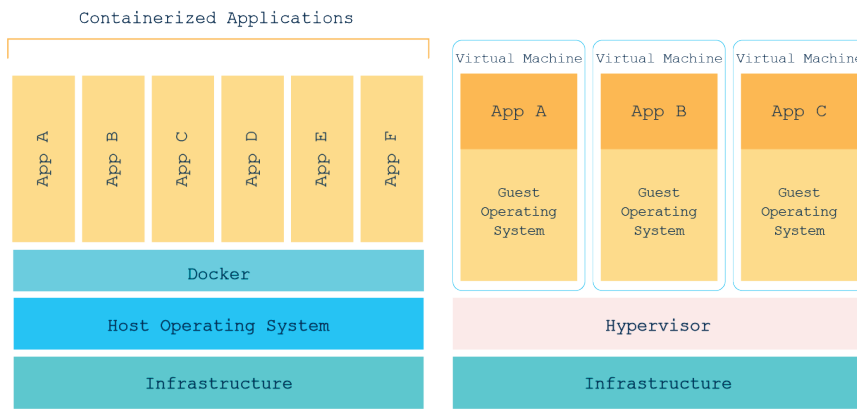 Containerized Applications
App A
App B
App C
App D
App E
App F
Docker
Host Operating System
Infrastructure
Virtual Machine
App A
Guest
Operating
System
Virtual Machine
App B
Guest
Operating
System
Virtual Machine
App C
Guest
Operating
System
Hypervisor
Infrastructure